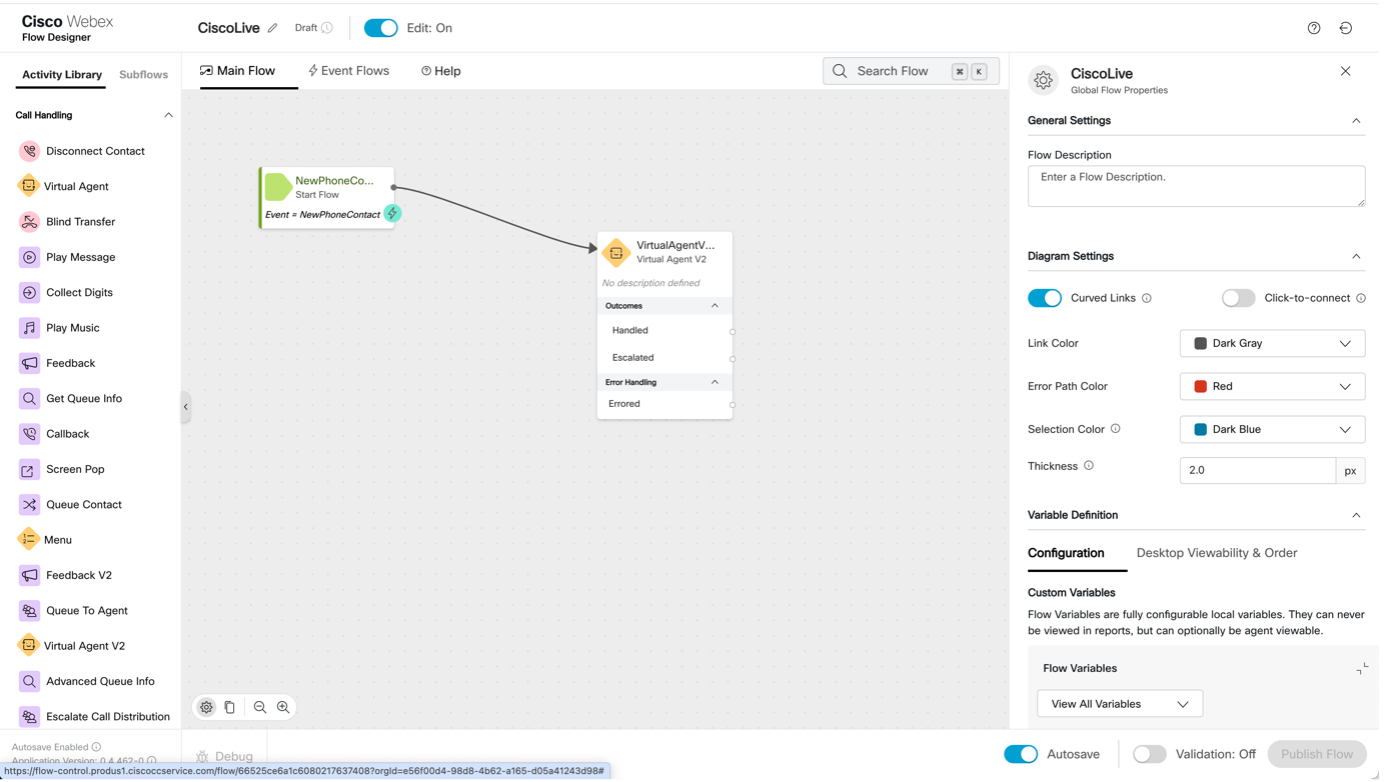 Cisco Webex
Flow Designer
CiscoLive
Draft
Edit: On
Activity Library
Subflows
Main Flow
Event Flows
Help
Search Flow
⌘
K
Call Handling
Disconnect Contact
Virtual Agent
Blind Transfer
Play Message
Collect Digits
Play Music
Feedback
Get Queue Info
Callback
Screen Pop
Queue Contact
Menu
Feedback V2
Queue To Agent
Virtual Agent V2
Advanced Queue Info
Escalate Call Distribution
NewPhoneCo...
Start Flow
Event = NewPhoneContact
VirtualAgentV...
Virtual Agent V2
No description defined
Outcomes
Handled
Escalated
Error Handling
Errored
CiscoLive
Global Flow Properties
General Settings
Flow Description
Enter a Flow Description.
Diagram Settings
Curved Links
Click-to-connect
Link Color
Dark Gray
Error Path Color
Red
Selection Color
Dark Blue
Thickness
2.0
px
Variable Definition
Configuration
Desktop Viewability & Order
Custom Variables
Flow Variables are fully configurable local variables. They can never
be viewed in reports, but can optionally be agent viewable.
Flow Variables
View All Variables
Autosave Enabled
Application Version: 0.4.462-0
Debug
Autosave
Validation: Off
Publish Flow
https://flow-control.produs1.ciscoccservice.com/flow/66525ce6a1c6080217637408?orgId=e56f00d4-98d8-4b62-a165-d05a41243d98#